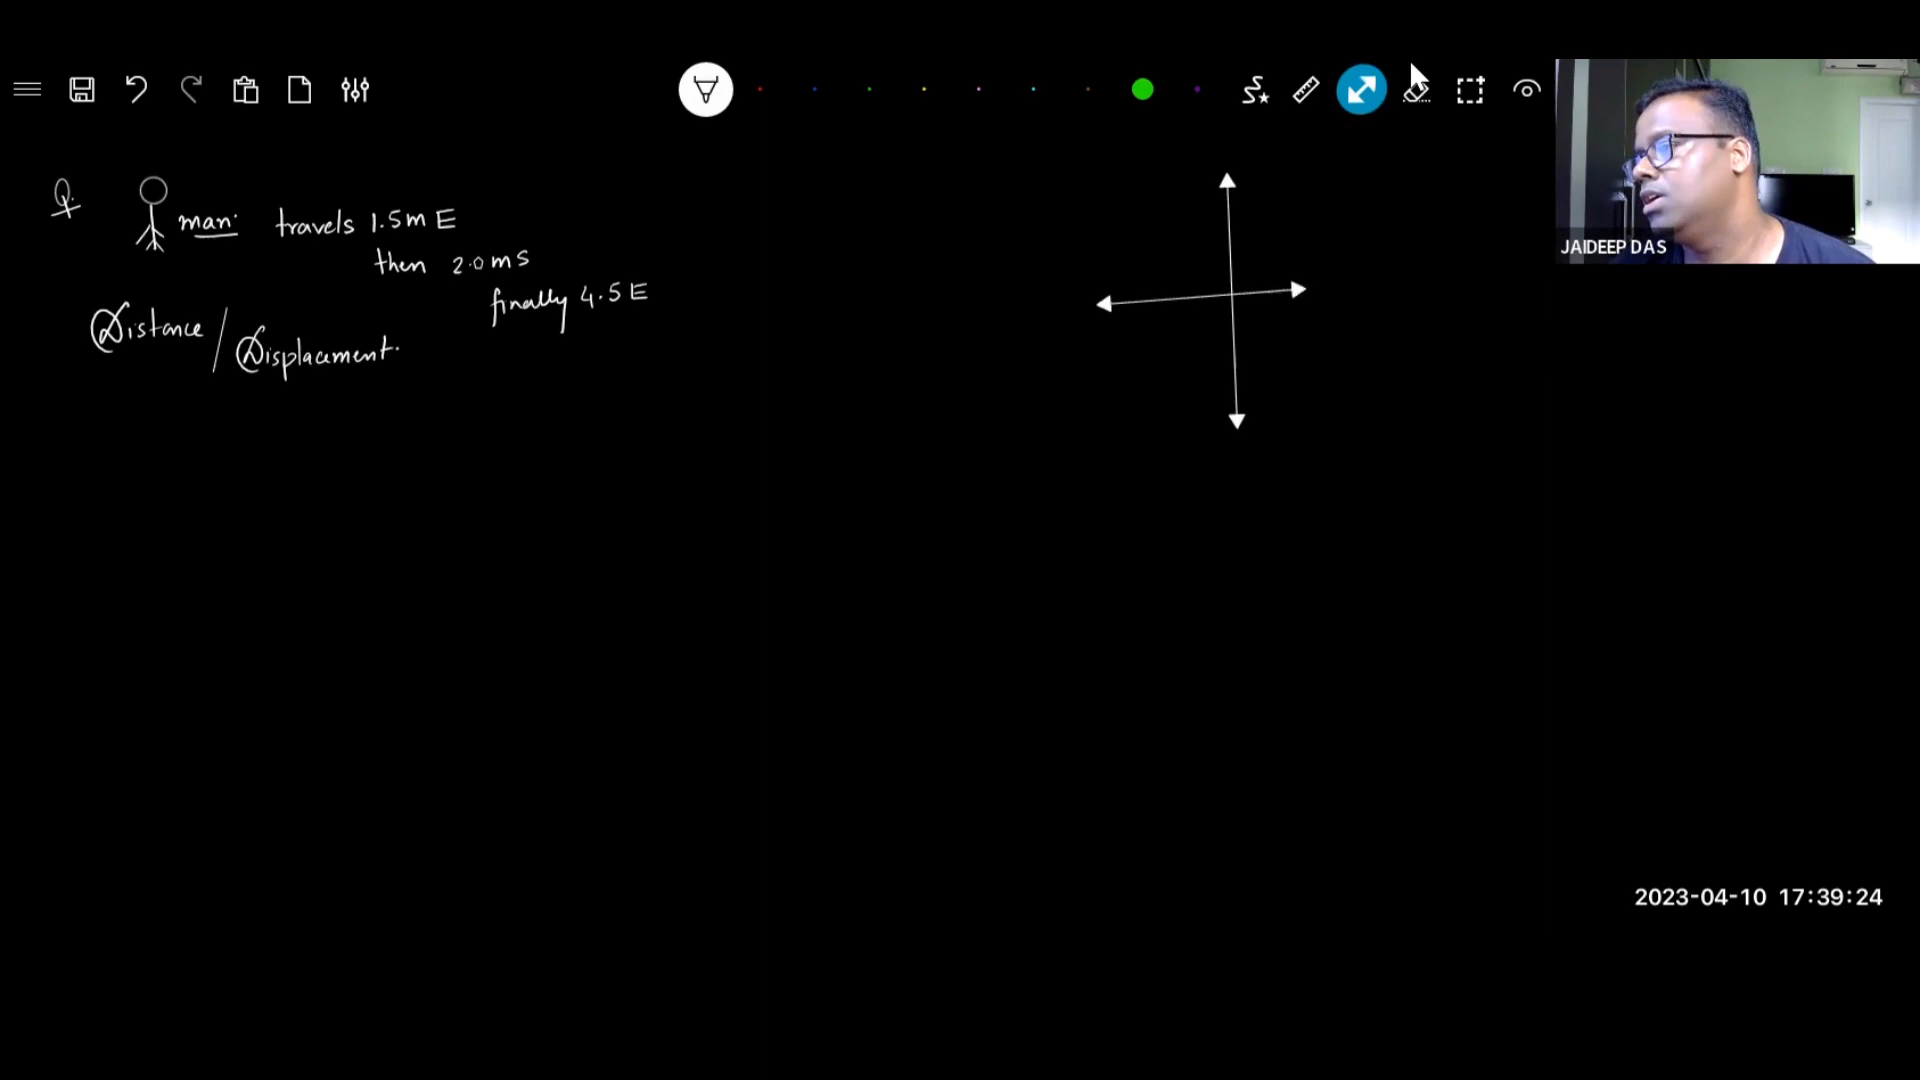 Q.
man. travels 1.5m E
then 2.0 m S
finally 4.5 E
Distance / Displacement.
JAIDEEP DAS
2023-04-10 17:39:24